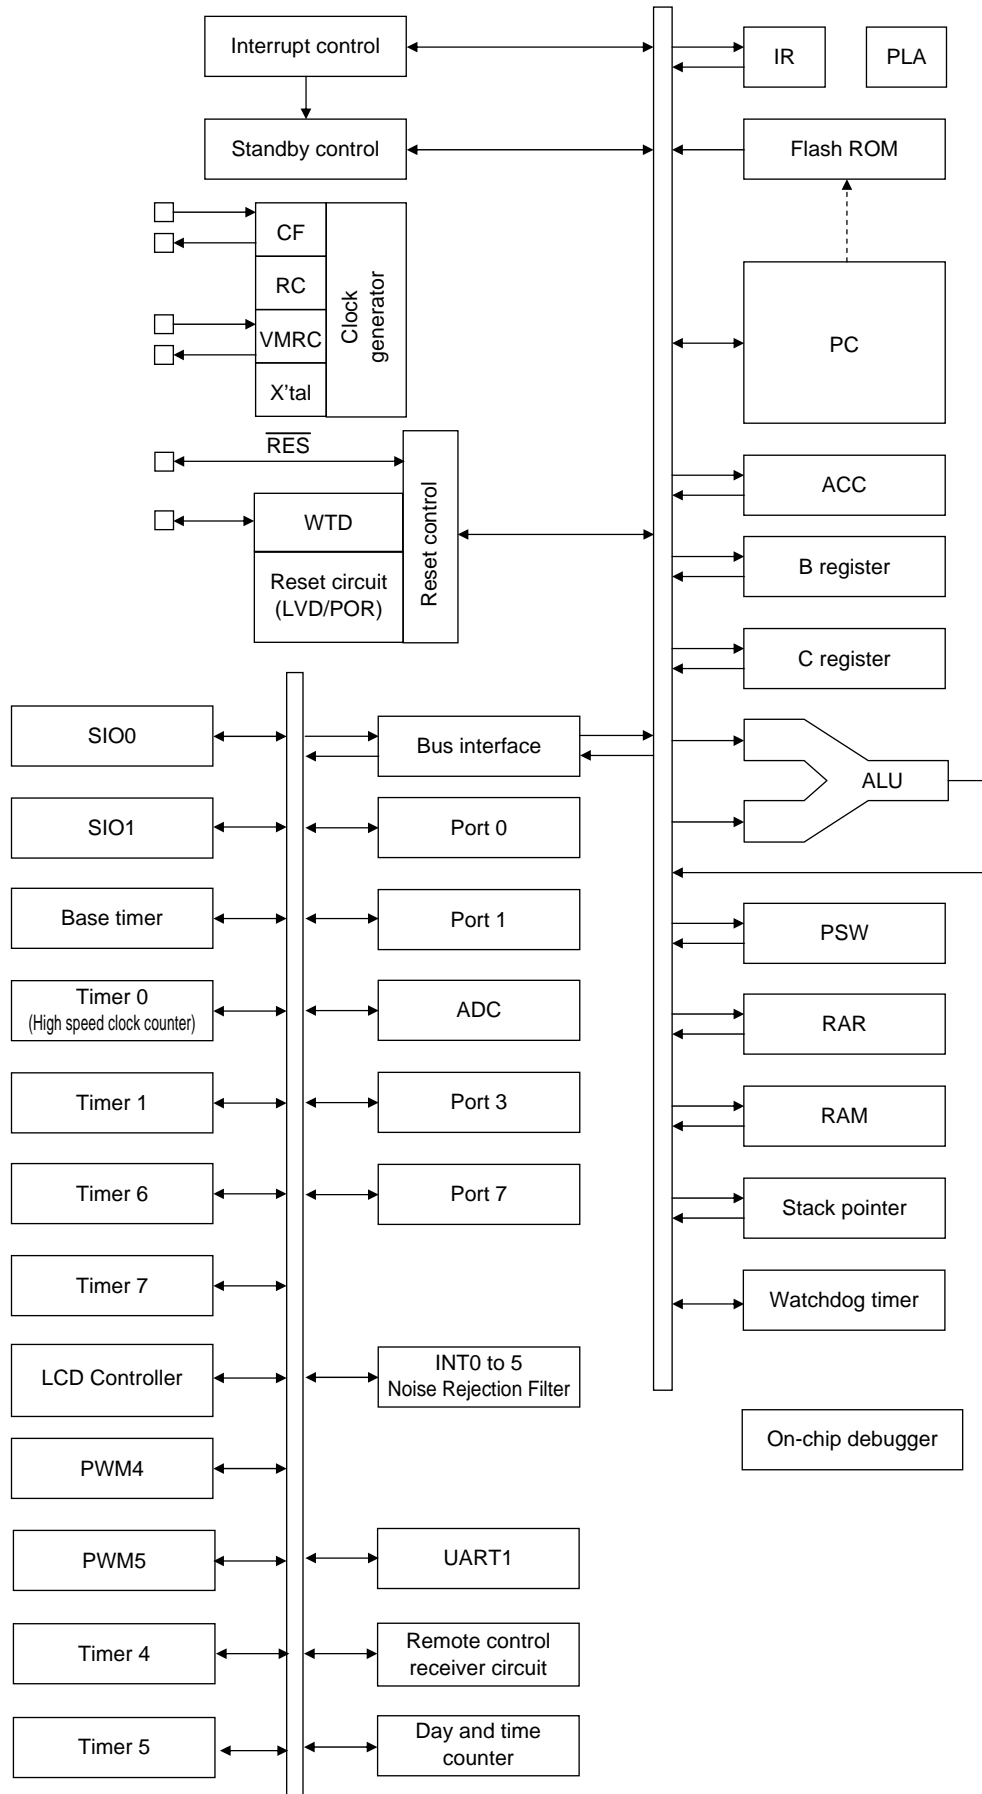 Interrupt control
IR
PLA
Standby control
Flash ROM
CF
RC
VMRC
X'tal
Clock
generator
PC
RES
WTD
Reset circuit
(LVD/POR)
Reset control
ACC
B register
C register
SIO0
Bus interface
ALU
SIO1
Port 0
Base timer
Port 1
PSW
Timer 0
(High speed clock counter)
ADC
RAR
Timer 1
Port 3
RAM
Timer 6
Port 7
Stack pointer
Timer 7
Watchdog timer
LCD Controller
INT0 to 5
Noise Rejection Filter
On-chip debugger
PWM4
PWM5
UART1
Timer 4
Remote control
receiver circuit
Timer 5
Day and time
counter